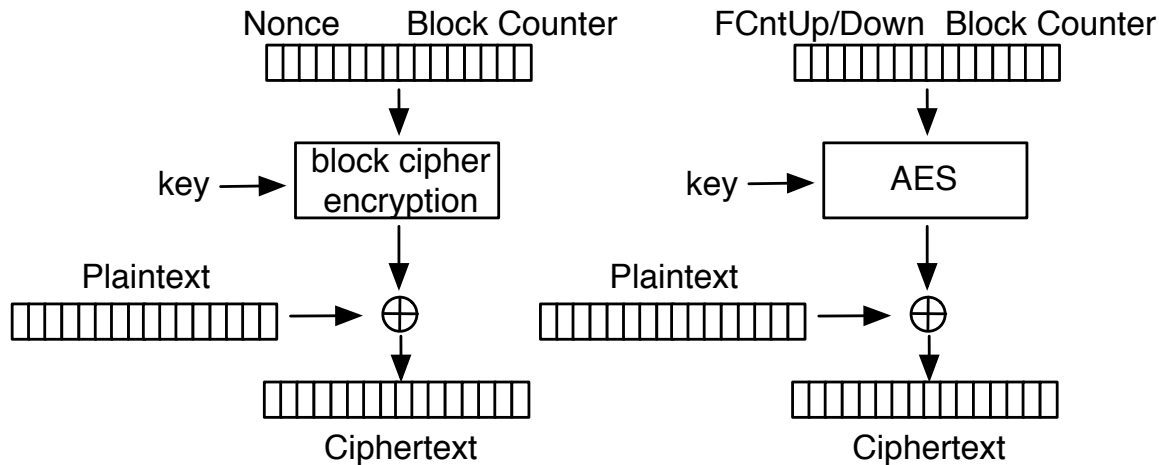 Nonce Block Counter
block cipher
encryption
key
Plaintext
Ciphertext
FCntUp/Down Block Counter
AES
key
Plaintext
Ciphertext